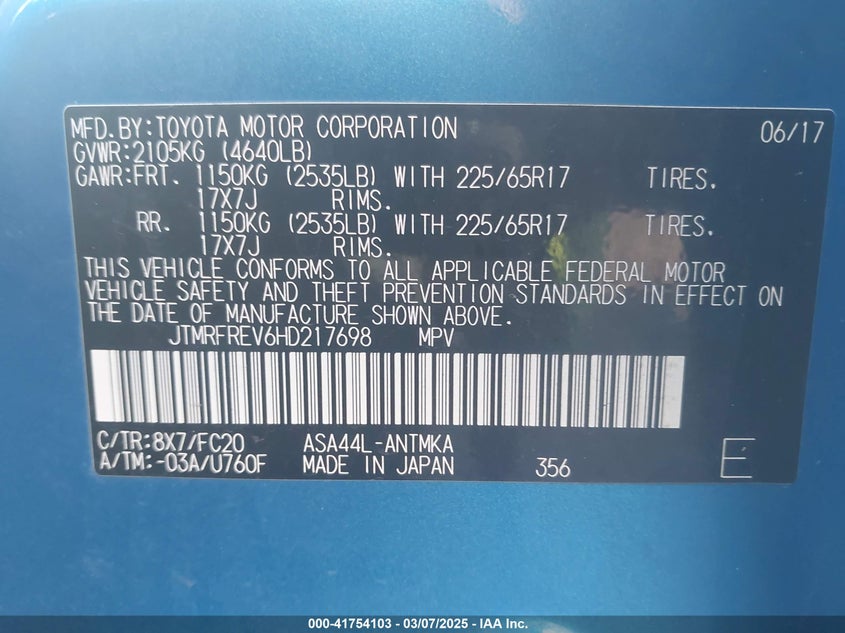 MFD.BY:TOYOTA MOTOR CORPORATION 06/17
GVWR:2105KG (4640LB)
GAWR:FRT. 1150KG (2535LB) WITH 225/65R17 TIRES.
17X7J RIMS.
RR. 1150KG (2535LB) WITH 225/65R17 TIRES.
17X7J RIMS.
THIS VEHICLE CONFORMS TO ALL APPLICABLE FEDERAL MOTOR
VEHICLE SAFETY AND THEFT PREVENTION STANDARDS IN EFFECT ON
THE DATE OF MANUFACTURE SHOWN ABOVE.
JTMRFREV6HD217698 MPV
C/TR:8X7/FC20 ASA44L-ANTMKA
A/TM:-03A/U760F MADE IN JAPAN 356 E
000-41754103 - 03/07/2025 - IAA Inc.